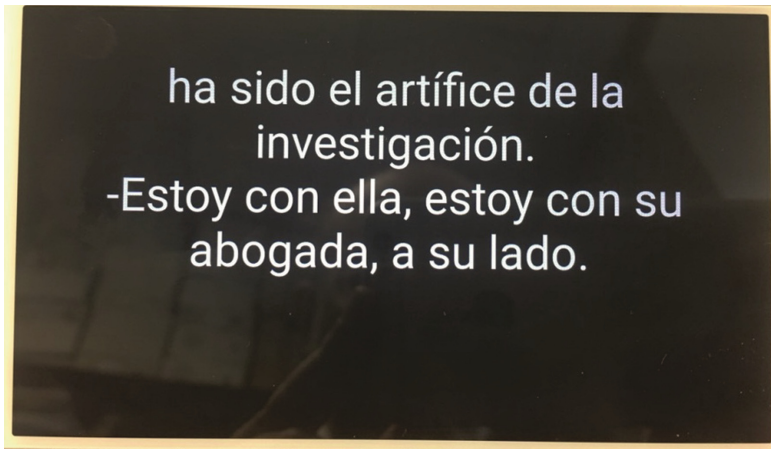 ha sido el artífice de la
investigación.
-Estoy con ella, estoy con su
abogada, a su lado.